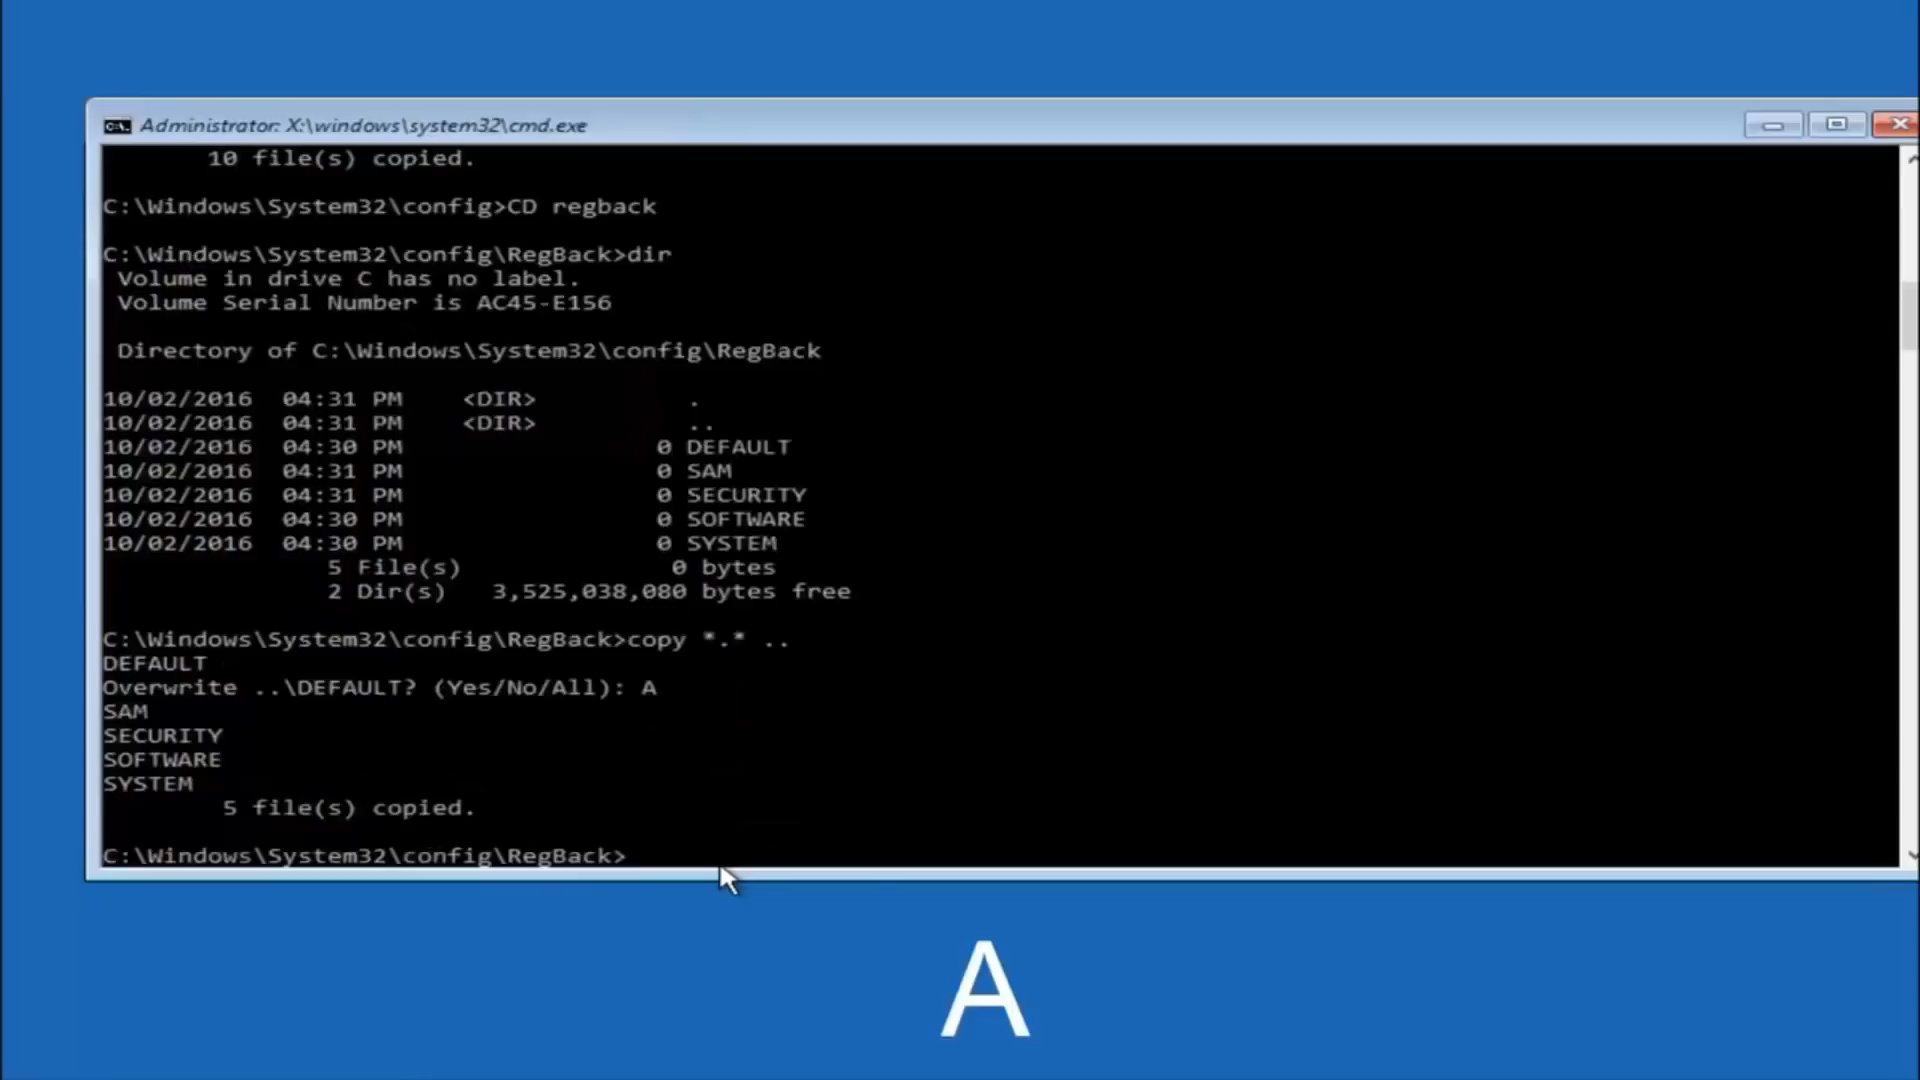 Administrator: X:\windows\system32\cmd.exe
10 file(s) copied.
C:\Windows\System32\config>CD regback
C:\Windows\System32\config\RegBack>dir
Volume in drive C has no label.
Volume Serial Number is AC45-E156
Directory of C:\Windows\System32\config\RegBack
10/02/2016 04:31 PM <DIR> .
10/02/2016 04:31 PM <DIR> ..
10/02/2016 04:30 PM 0 DEFAULT
10/02/2016 04:31 PM 0 SAM
10/02/2016 04:31 PM 0 SECURITY
10/02/2016 04:30 PM 0 SOFTWARE
10/02/2016 04:30 PM 0 SYSTEM
5 File(s) 0 bytes
2 Dir(s) 3,525,038,080 bytes free
C:\Windows\System32\config\RegBack>copy *.* ..
DEFAULT
Overwrite ..\DEFAULT? (Yes/No/All): A
SAM
SECURITY
SOFTWARE
SYSTEM
5 file(s) copied.
C:\Windows\System32\config\RegBack>
A